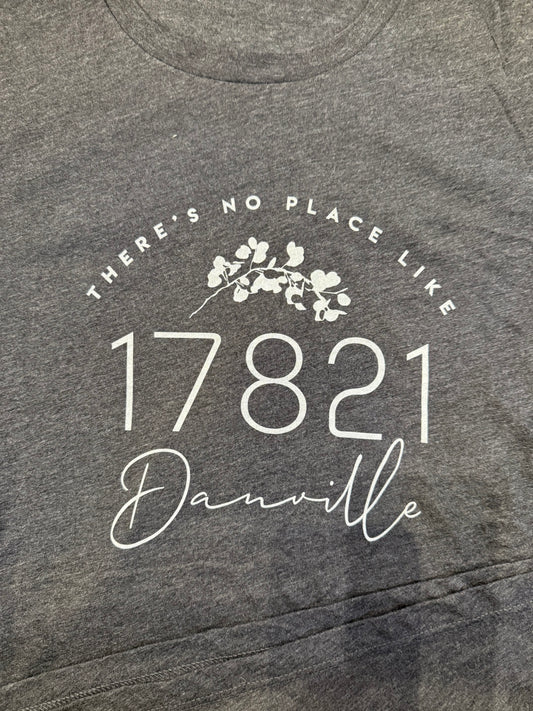 THERE'S NO PLACE LIKE
17821
Danville